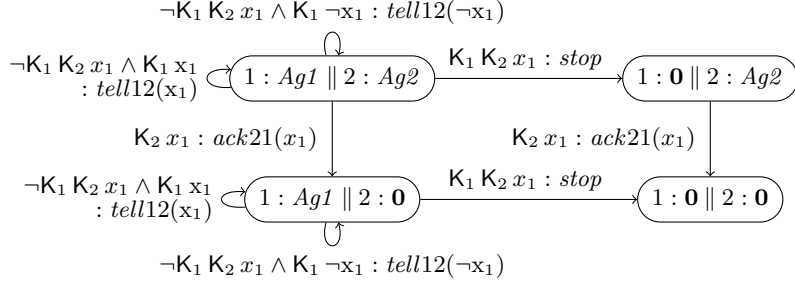 ¬K₁ K₂ x₁ ∧ K₁ ¬x₁ : tell12(¬x₁)
¬K₁ K₂ x₁ ∧ K₁ x₁
: tell12(x₁)
1 : Ag1 ∥ 2 : Ag2
K₁ K₂ x₁ : stop
1 : 0 ∥ 2 : Ag2
K₂ x₁ : ack21(x₁)
K₂ x₁ : ack21(x₁)
¬K₁ K₂ x₁ ∧ K₁ x₁
: tell12(x₁)
1 : Ag1 ∥ 2 : 0
K₁ K₂ x₁ : stop
1 : 0 ∥ 2 : 0
¬K₁ K₂ x₁ ∧ K₁ ¬x₁ : tell12(¬x₁)